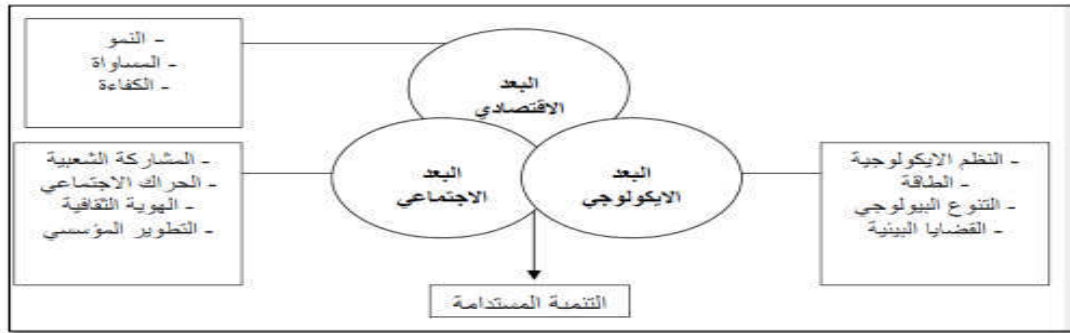 - النمو
- المساواة
- الكفاءة
البعد
الاقتصادي
- المشاركة الشعبية
- الحراك الاجتماعي
- الهوية الثقافية
- التطوير المؤسسي
البعد
الاجتماعي
البعد
الايكولوجي
- النظم الايكولوجية
- الطاقة
- التنوع البيولوجي
- القضايا البيئية
التنمية المستدامة